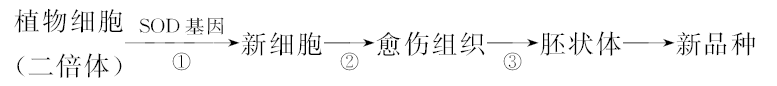 植物细胞（二倍体） SOD基因 ① → 新细胞 → ② 愈伤组织 → ③ 胚状体 → 新品种